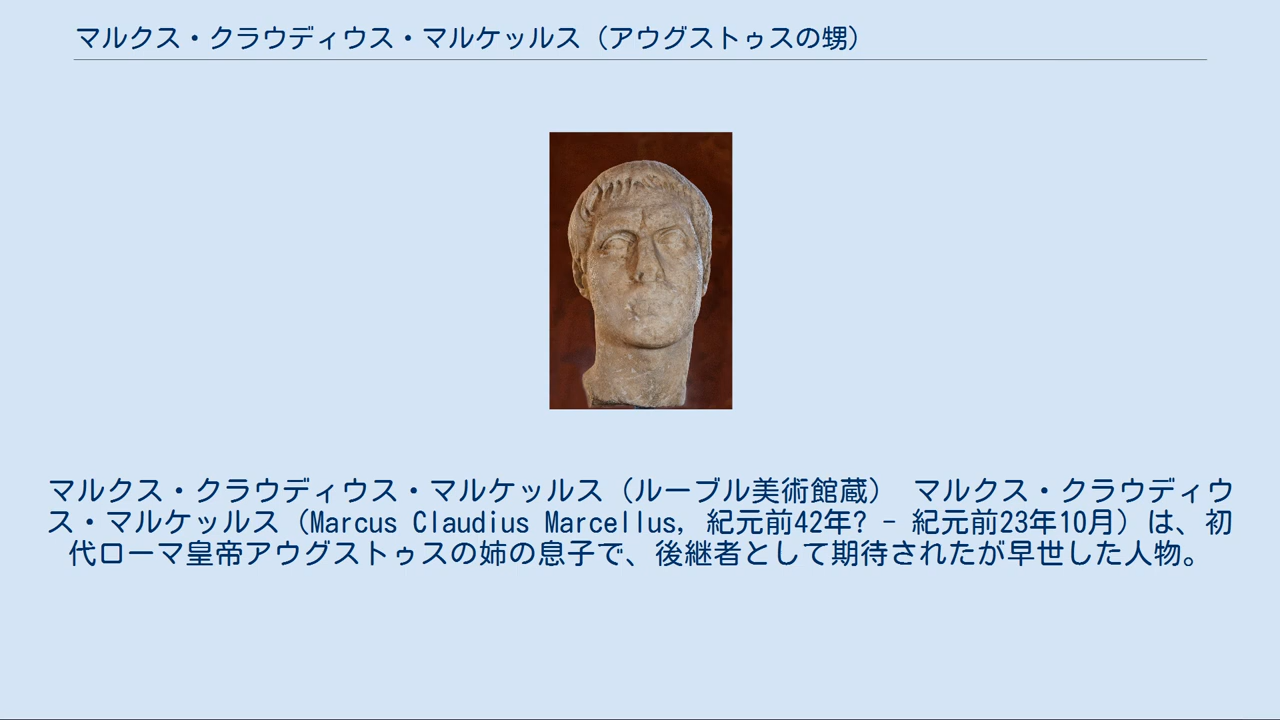 マルクス・クラウディウス・マルケッルス（アウグストゥスの甥）
マルクス・クラウディウス・マルケッルス（ルーブル美術館蔵） マルクス・クラウディウ
ス・マルケッルス（Marcus Claudius Marcellus, 紀元前42年? - 紀元前23年10月）は、初
代ローマ皇帝アウグストゥスの姉の息子で、後継者として期待されたが早世した人物。